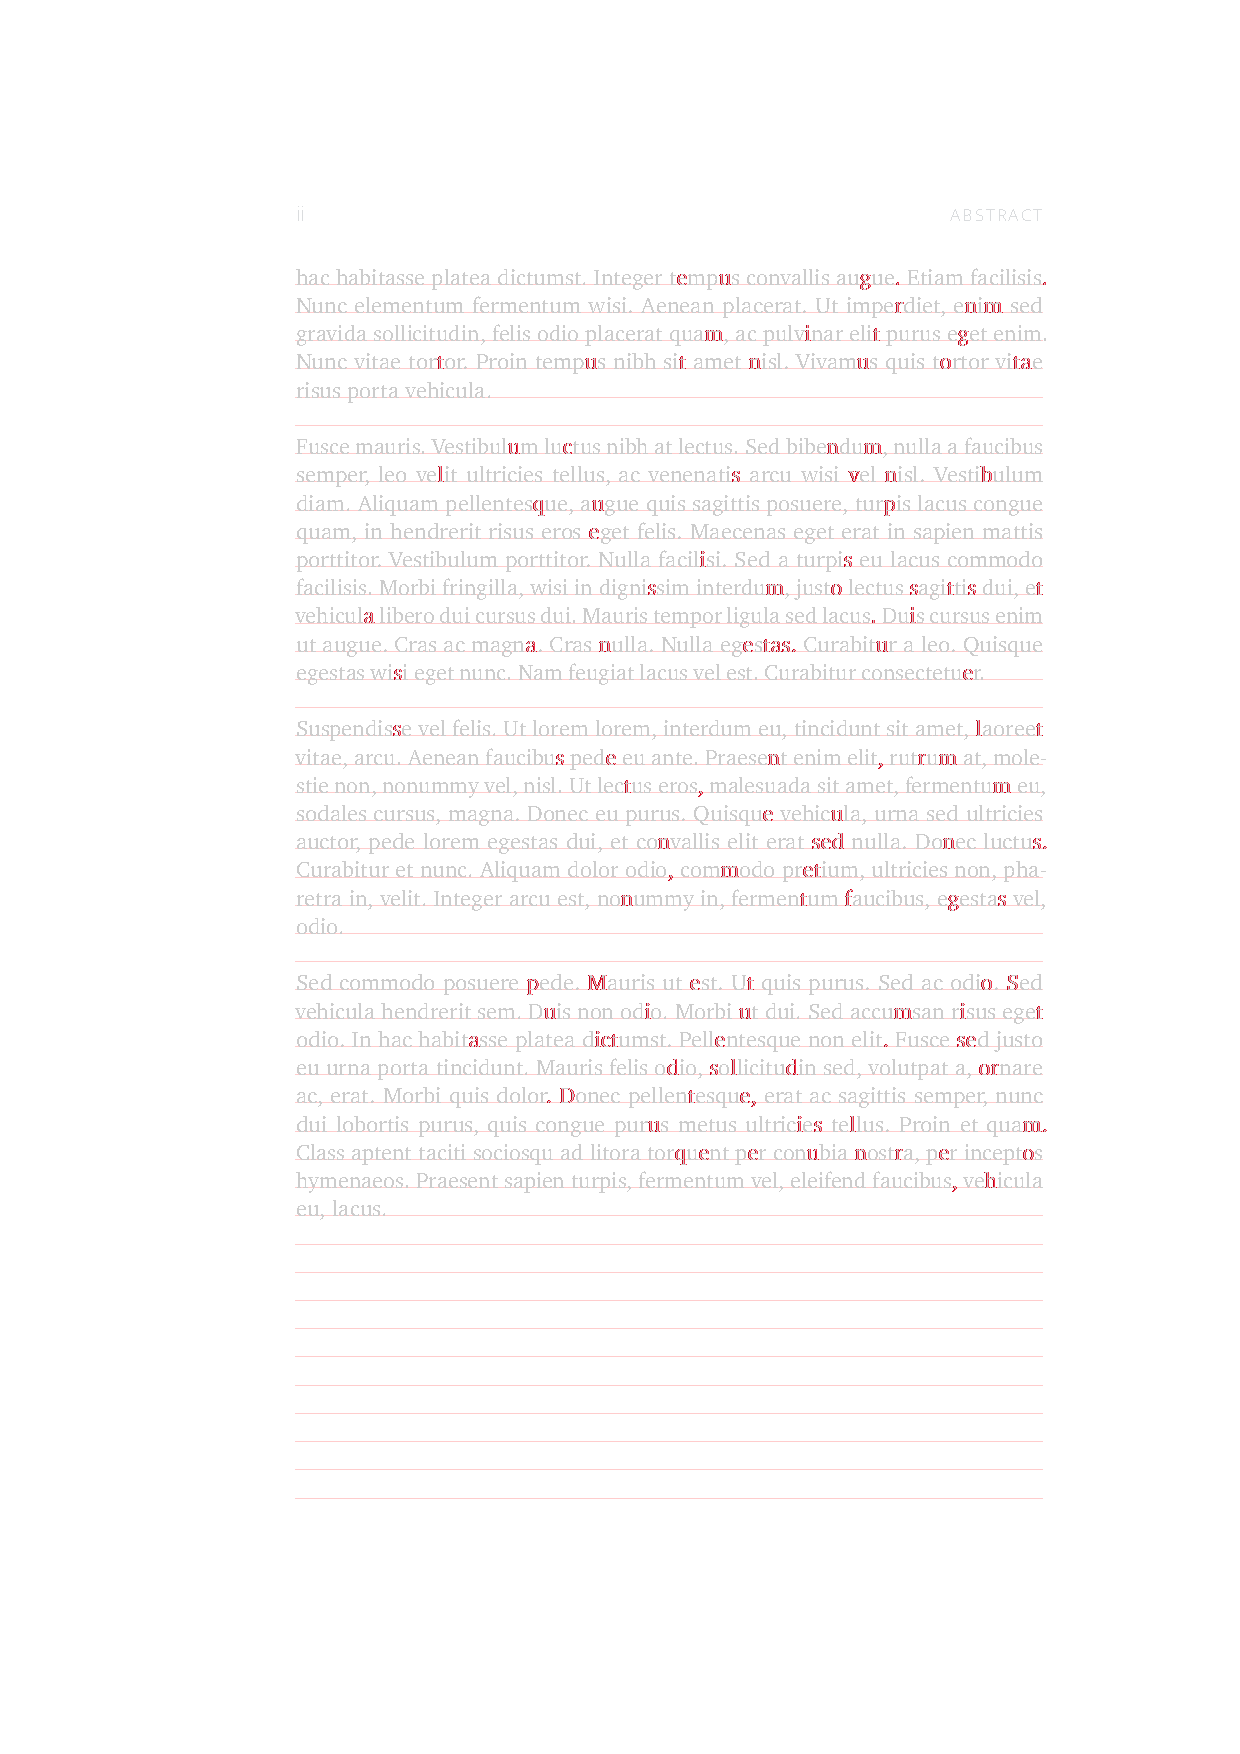 ii ABSTRACT
hac habitasse platea dictumst. Integer tempus convallis augue. Etiam facilisis.
Nunc elementum fermentum wisi. Aenean placerat. Ut imperdiet, enim sed
gravida sollicitudin, felis odio placerat quam, ac pulvinar elit purus eget enim.
Nunc vitae tortor. Proin tempus nibh sit amet nisl. Vivamus quis tortor vitae
risus porta vehicula.
Fusce mauris. Vestibulum luctus nibh at lectus. Sed bibendum, nulla a faucibus
semper, leo velit ultricies tellus, ac venenatis arcu wisi vel nisl. Vestibulum
diam. Aliquam pellentesque, augue quis sagittis posuere, turpis lacus congue
quam, in hendrerit risus eros eget felis. Maecenas eget erat in sapien mattis
porttitor. Vestibulum porttitor. Nulla facilisi. Sed a turpis eu lacus commodo
facilisis. Morbi fringilla, wisi in dignissim interdum, justo lectus sagittis dui, et
vehicula libero dui cursus dui. Mauris tempor ligula sed lacus. Duis cursus enim
ut augue. Cras ac magna. Cras nulla. Nulla egestas. Curabitur a leo. Quisque
egestas wisi eget nunc. Nam feugiat lacus vel est. Curabitur consectetuer.
Suspendisse vel felis. Ut lorem lorem, interdum eu, tincidunt sit amet, laoreet
vitae, arcu. Aenean faucibus pede eu ante. Praesent enim elit, rutrum at, mole-
stie non, nonummy vel, nisl. Ut lectus eros, malesuada sit amet, fermentum eu,
sodales cursus, magna. Donec eu purus. Quisque vehicula, urna sed ultricies
auctor, pede lorem egestas dui, et convallis elit erat sed nulla. Donec luctus.
Curabitur et nunc. Aliquam dolor odio, commodo pretium, ultricies non, pha-
retra in, velit. Integer arcu est, nonummy in, fermentum faucibus, egestas vel,
odio.
Sed commodo posuere pede. Mauris ut est. Ut quis purus. Sed ac odio. Sed
vehicula hendrerit sem. Duis non odio. Morbi ut dui. Sed accumsan risus eget
odio. In hac habitasse platea dictumst. Pellentesque non elit. Fusce sed justo
eu urna porta tincidunt. Mauris felis odio, sollicitudin sed, volutpat a, ornare
ac, erat. Morbi quis dolor. Donec pellentesque, erat ac sagittis semper, nunc
dui lobortis purus, quis congue purus metus ultricies tellus. Proin et quam.
Class aptent taciti sociosqu ad litora torquent per conubia nostra, per inceptos
hymenaeos. Praesent sapien turpis, fermentum vel, eleifend faucibus, vehicula
eu, lacus.